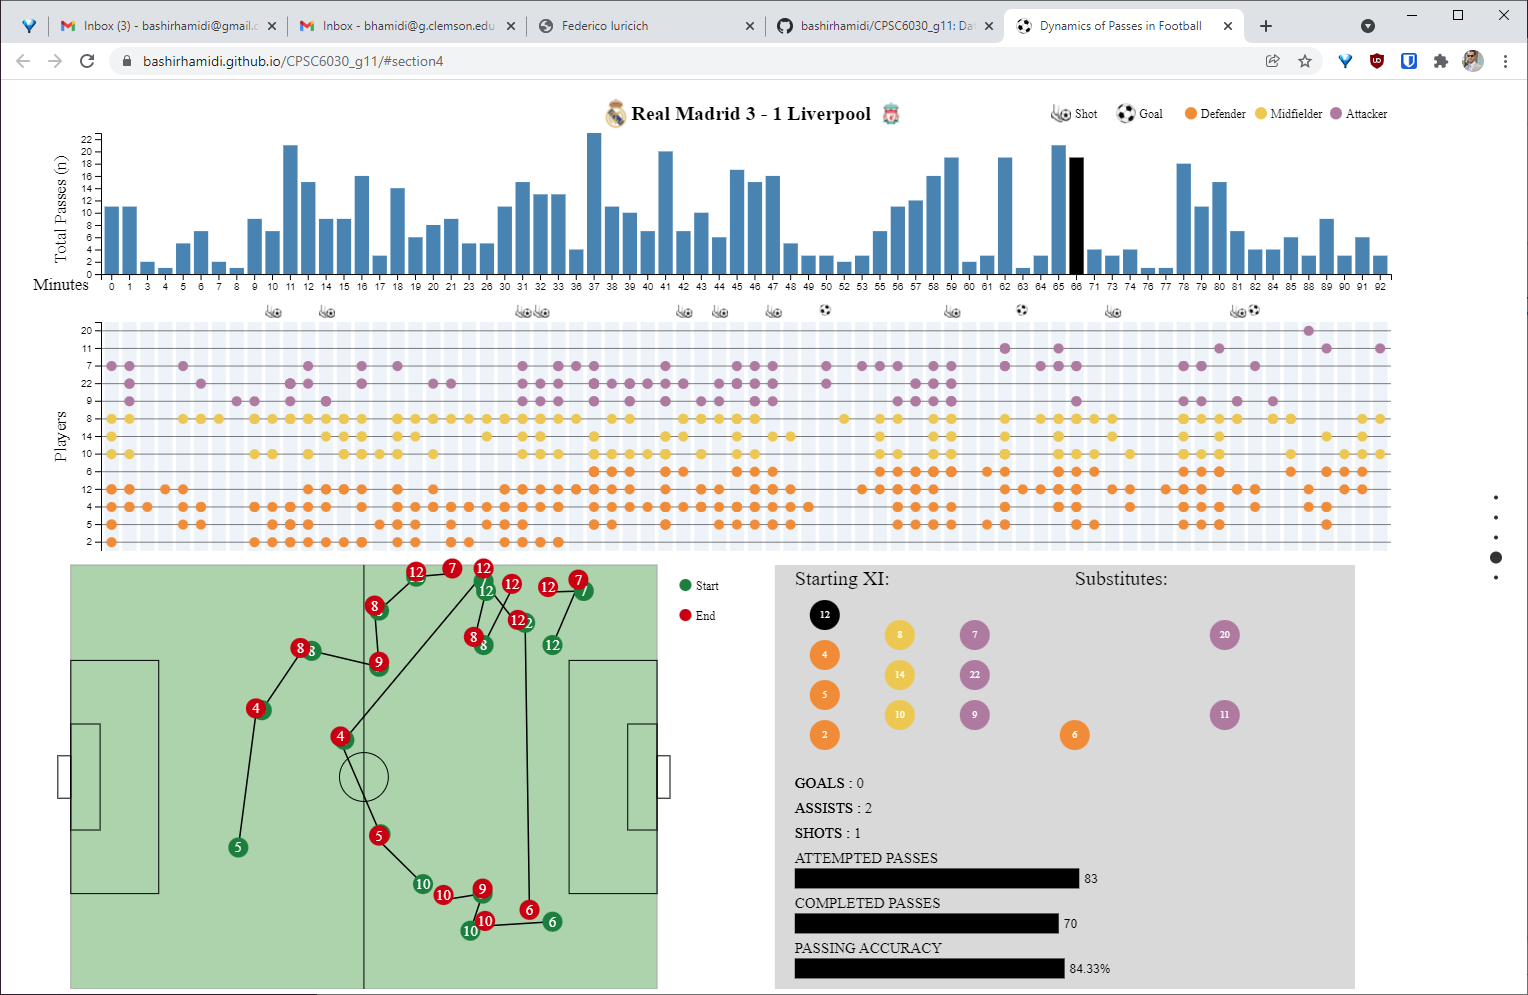 Inbox (3) - bashirhamidi@gmail.c
Inbox - bhamidi@g.clemson.edu
Federico Iuricich
bashirhamidi/CPSC6030_g11: Dat
Dynamics of Passes in Football
bashirhamidi.github.io/CPSC6030_g11/#section4
Real Madrid 3 - 1 Liverpool
Shot
Goal
Defender
Midfielder
Attacker
Total Passes (n)
22
20
18
16
14
12
10
8
6
4
2
0
Minutes
0 1 2 3 4 5 6 7 8 9 10 11 12 14 15 16 17 18 19 20 21 23 26 30 31 32 33 36 37 38 39 40 41 42 43 44 45 46 47 48 49 50 52 53 55 56 57 58 59 60 61 62 63 64 65 66 71 73 74 76 77 78 79 80 81 82 84 85 88 89 90 91 92
Players
20
11
7
22
9
8
14
10
6
12
4
5
2
12 7 12 7 12 12 12 7 7
8 8 8 12 12 12
8 8 9
4 4
5 5
10 10 9 6 6
10 10
Start
End
Starting XI:
Substitutes:
12
4
5
2
8
14
10
7
22
9
20
11
6
GOALS : 0
ASSISTS : 2
SHOTS : 1
ATTEMPTED PASSES
83
COMPLETED PASSES
70
PASSING ACCURACY
84.33%